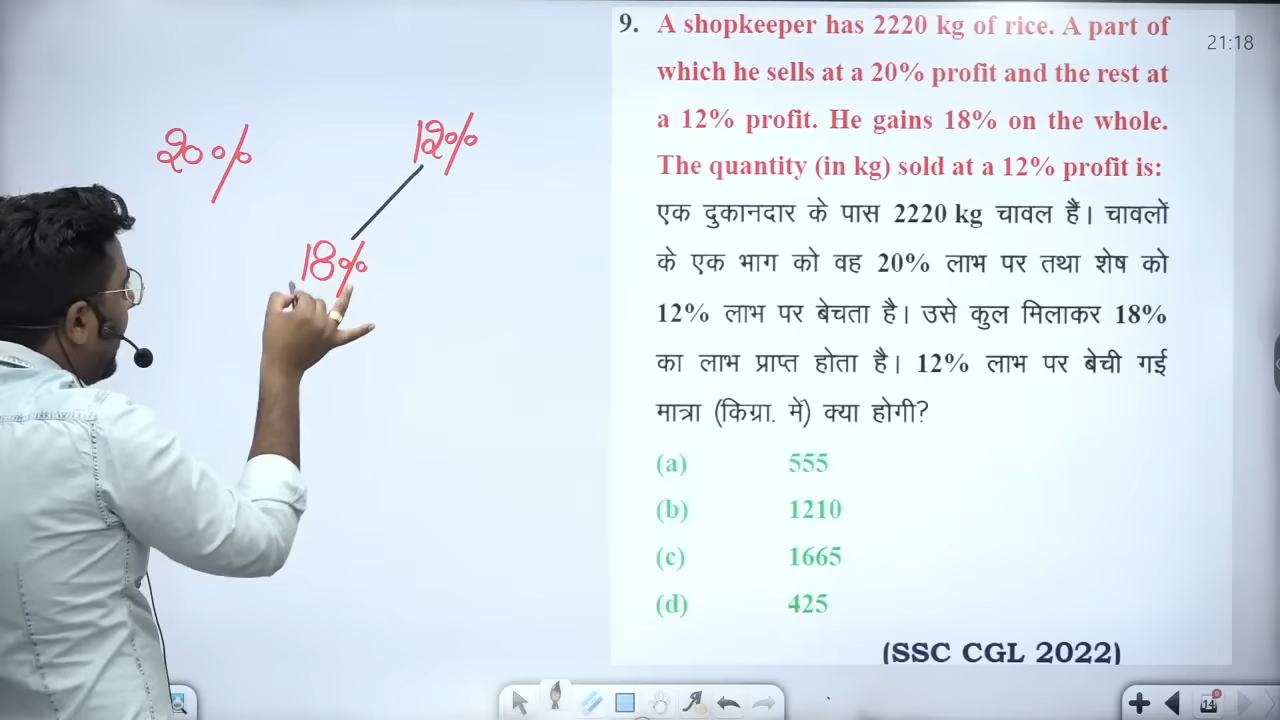 20%
12%
18%
21:18
9. A shopkeeper has 2220 kg of rice. A part of
which he sells at a 20% profit and the rest at
a 12% profit. He gains 18% on the whole.
The quantity (in kg) sold at a 12% profit is:
एक दुकानदार के पास 2220 kg चावल हैं। चावलों
के एक भाग को वह 20% लाभ पर तथा शेष को
12% लाभ पर बेचता है। उसे कुल मिलाकर 18%
का लाभ प्राप्त होता है। 12% लाभ पर बेची गई
मात्रा (किग्रा. में) क्या होगी?
(a) 555
(b) 1210
(c) 1665
(d) 425
(SSC CGL 2022)
14